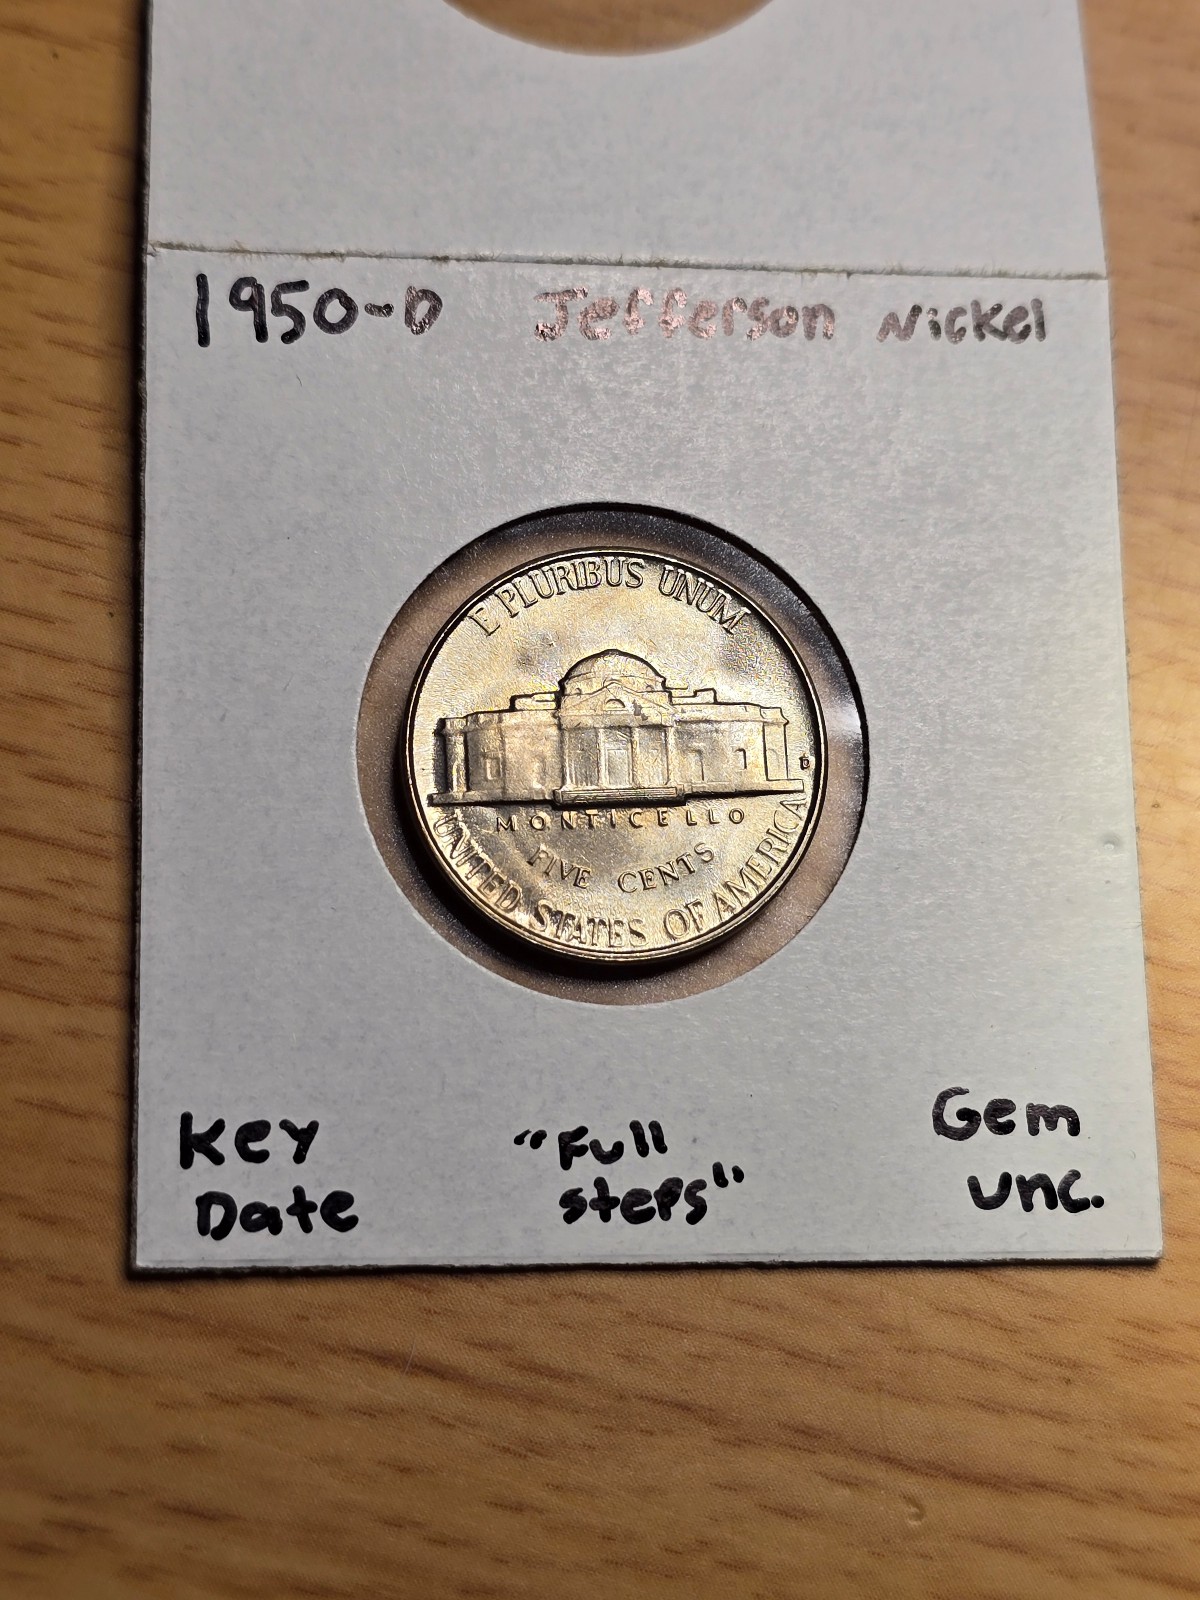 1950-D Jefferson Nickel
E PLURIBUS UNUM
D
MONTICELLO
FIVE CENTS
UNITED STATES OF AMERICA
Key Date
"Full steps"
Gem unc.